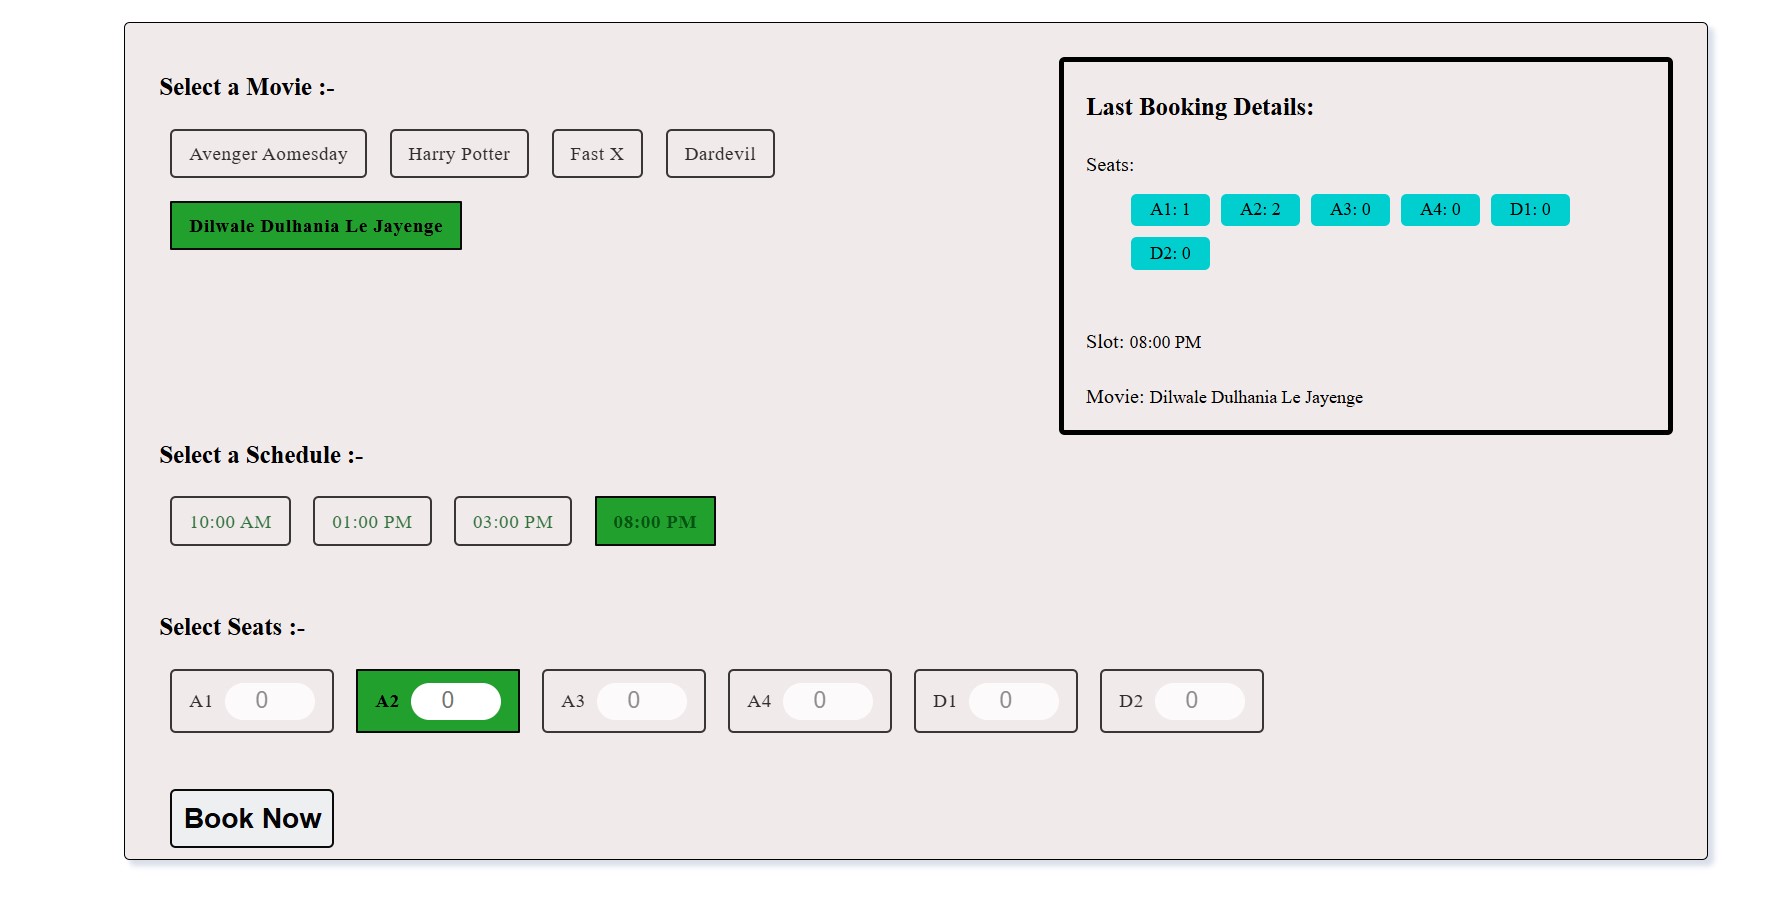 Select a Movie :-
Avenger Aomesday Harry Potter Fast X Dardevil
Dilwale Dulhania Le Jayenge
Last Booking Details:
Seats:
A1: 1 A2: 2 A3: 0 A4: 0 D1: 0
D2: 0
Slot: 08:00 PM
Movie: Dilwale Dulhania Le Jayenge
Select a Schedule :-
10:00 AM 01:00 PM 03:00 PM 08:00 PM
Select Seats :-
A1 0 A2 0 A3 0 A4 0 D1 0 D2 0
Book Now